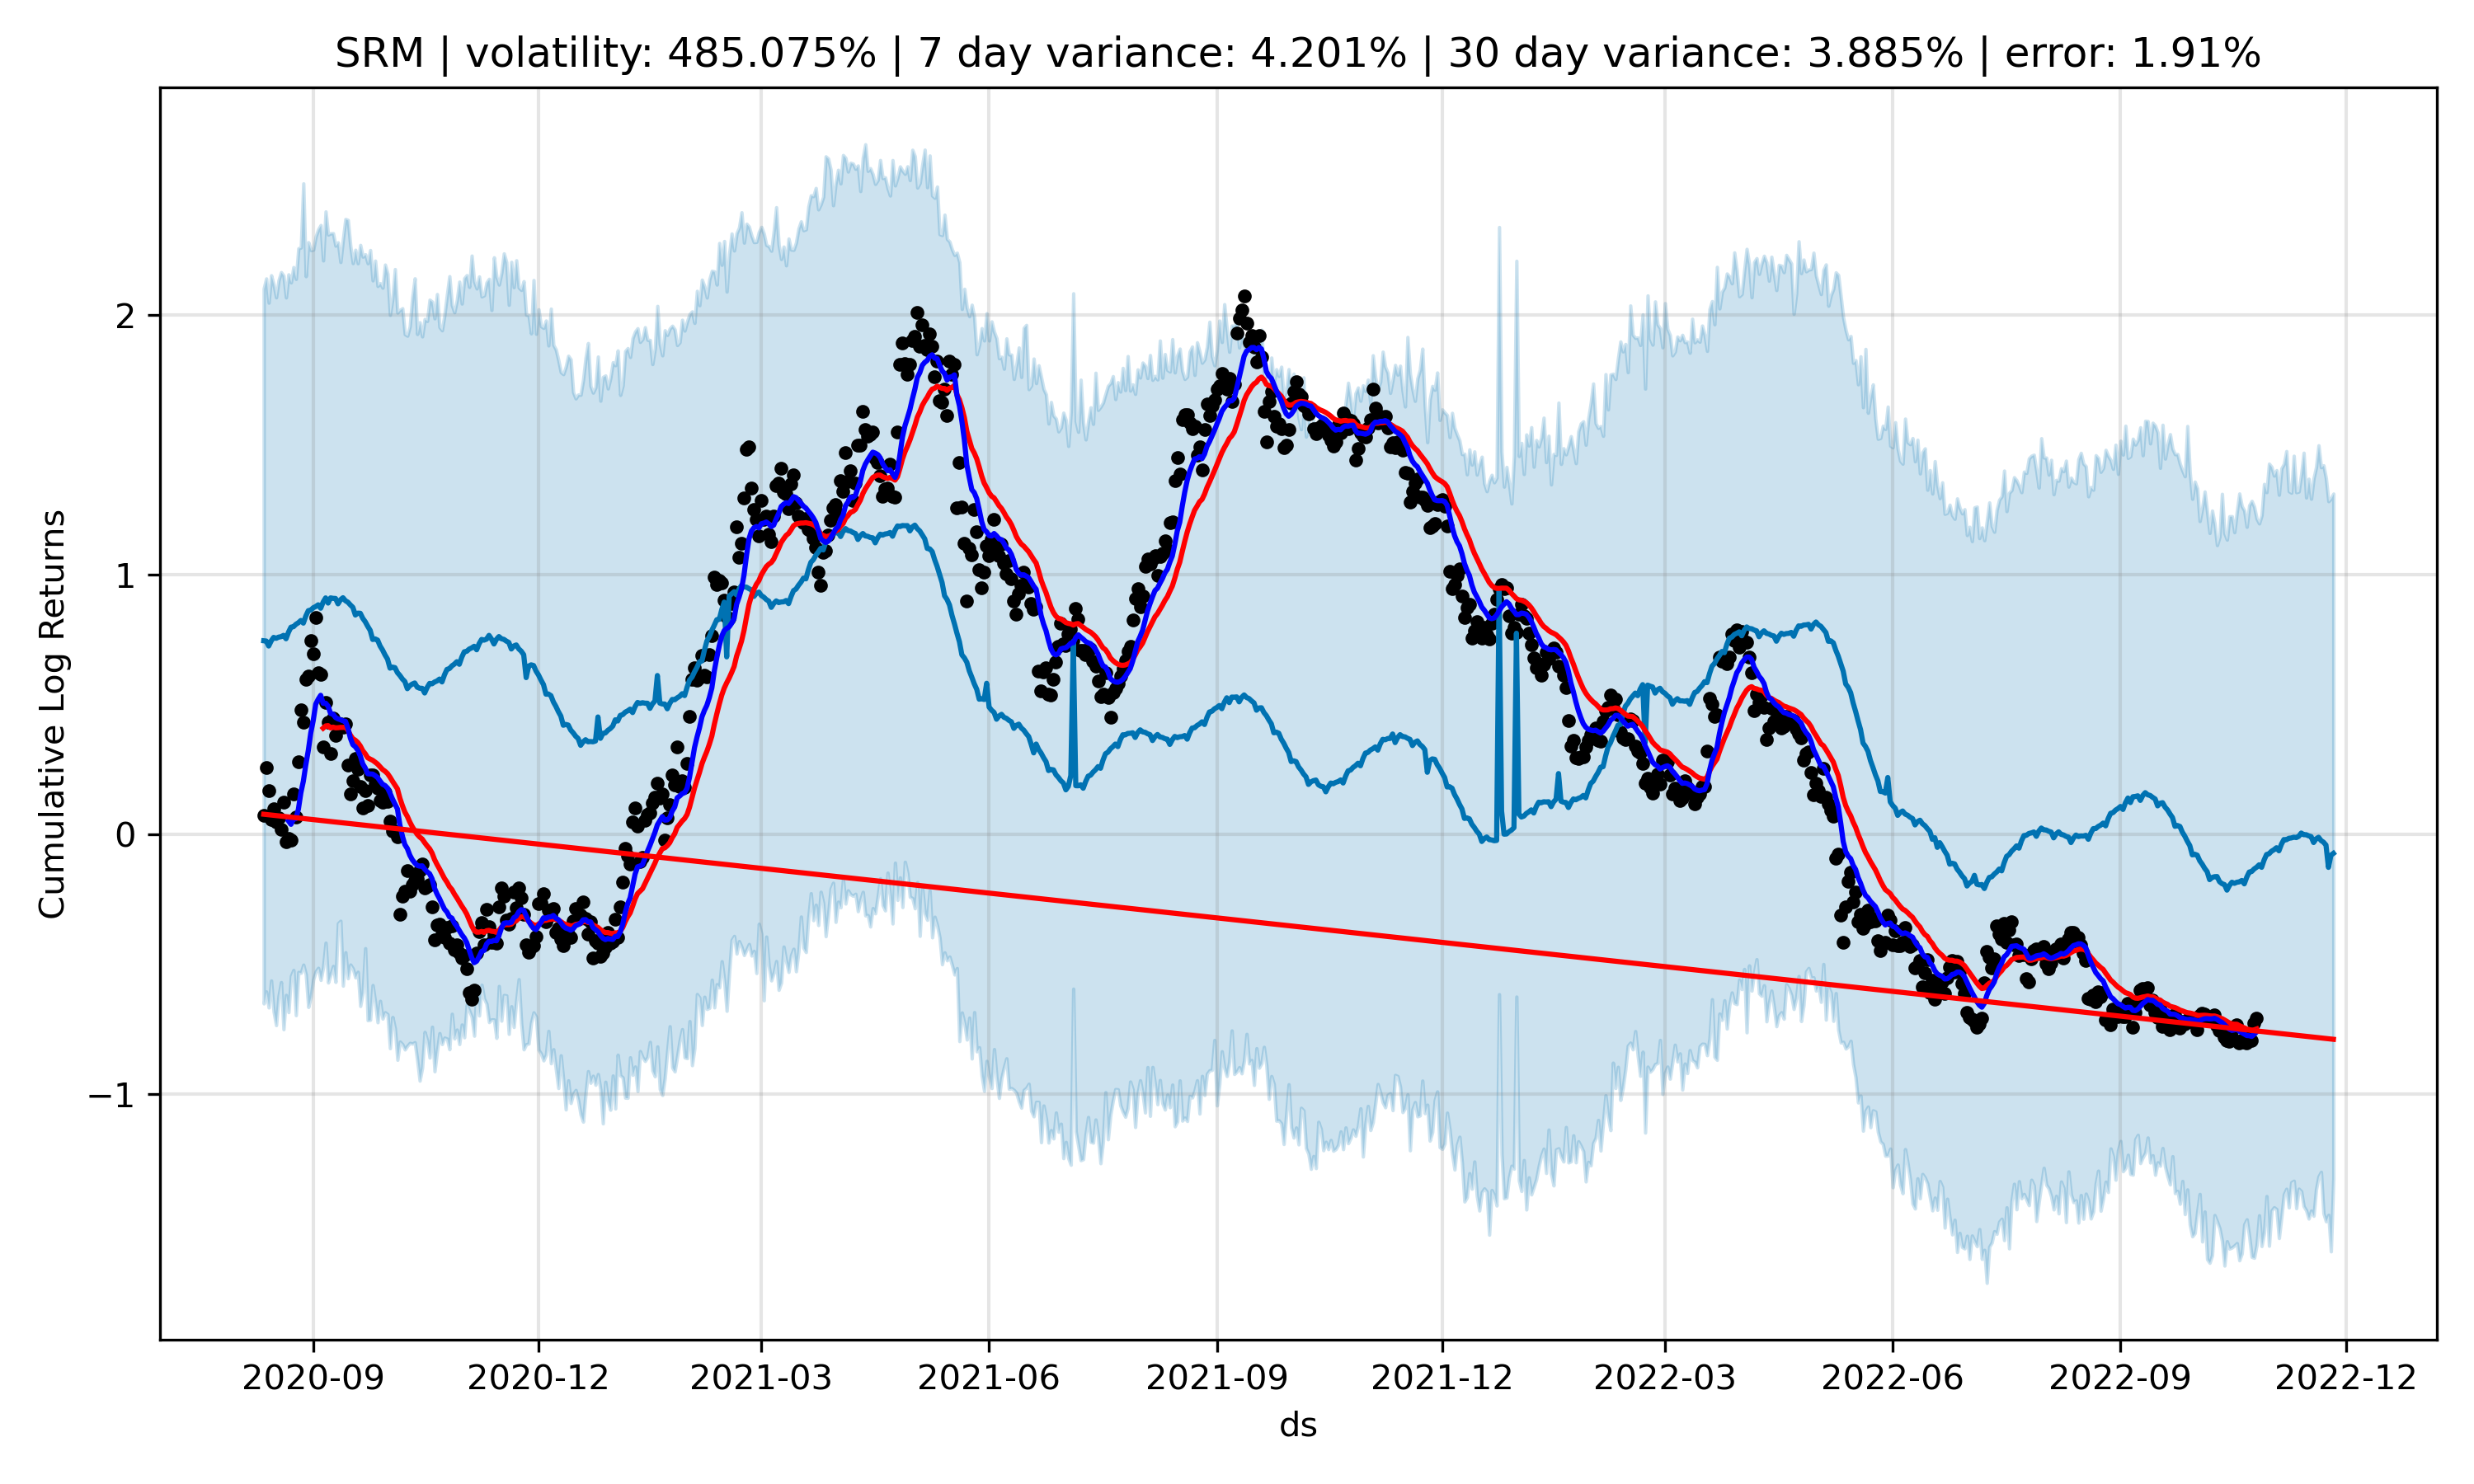 SRM | volatility: 485.075% | 7 day variance: 4.201% | 30 day variance: 3.885% | error: 1.91%
Cumulative Log Returns
2
1
0
−1
2020-09 2020-12 2021-03 2021-06 2021-09 2021-12 2022-03 2022-06 2022-09 2022-12
ds